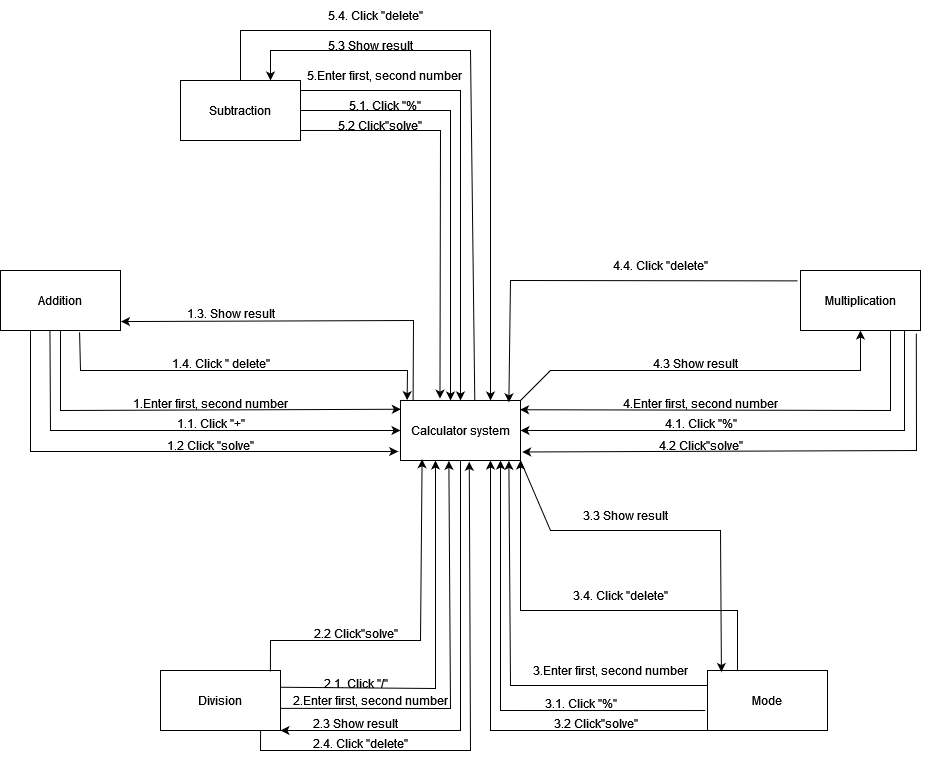 5.4. Click "delete"
5.3 Show result
5.Enter first, second number
Subtraction
5.1. Click "%"
5.2 Click"solve"
4.4. Click "delete"
Addition
Multiplication
1.3. Show result
1.4. Click " delete"
4.3 Show result
1.Enter first, second number
4.Enter first, second number
1.1. Click "+"
Calculator system
4.1. Click "%"
1.2 Click "solve"
4.2 Click"solve"
3.3 Show result
3.4. Click "delete"
2.2 Click"solve"
3.Enter first, second number
2.1. Click "/"
Division
2.Enter first, second number
3.1. Click "%"
Mode
2.3 Show result
3.2 Click"solve"
2.4. Click "delete"